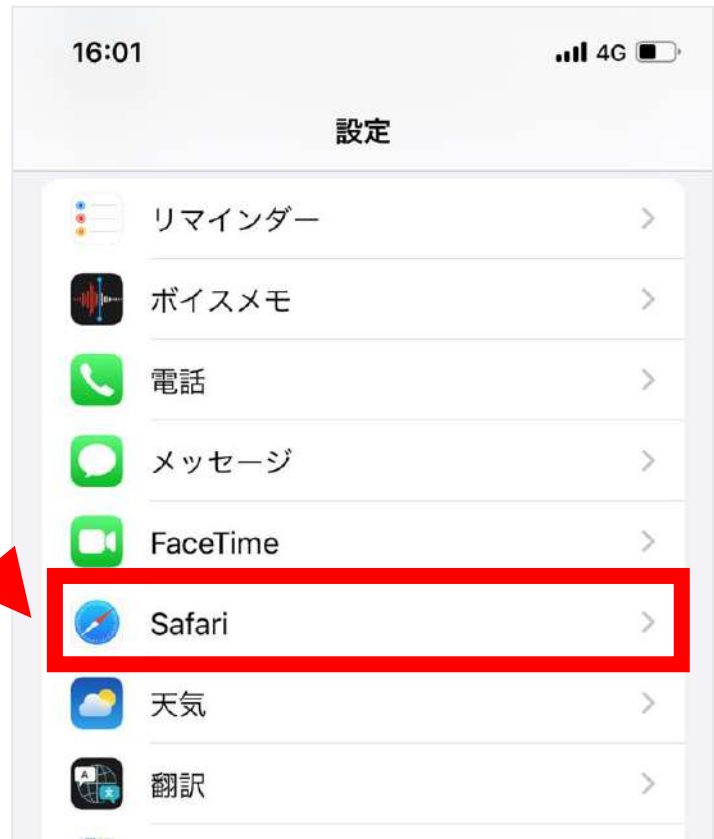 16:01 4G
設定
リマインダー
ボイスメモ
電話
メッセージ
FaceTime
Safari
天気
翻訳